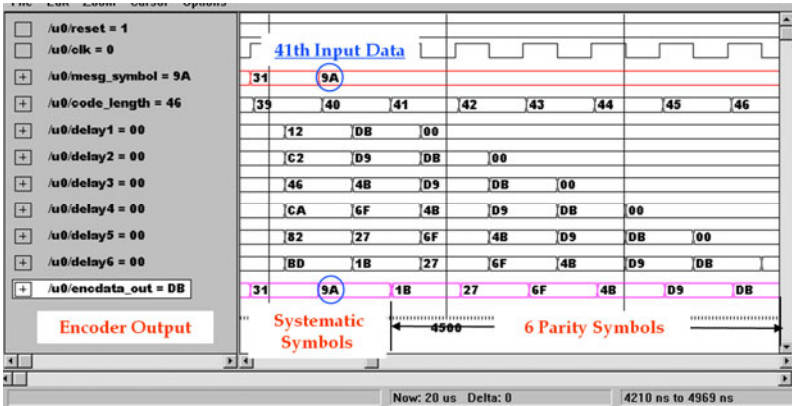 File Edit Zoom Cursor Options
/u0/reset = 1
/u0/clk = 0
41th Input Data
/u0/mesg_symbol = 9A
31 9A
/u0/code_length = 46
39 40 41 42 43 44 45 46
/u0/delay1 = 00
12 DB 00
/u0/delay2 = 00
C2 D9 DB 00
/u0/delay3 = 00
46 4B D9 DB 00
/u0/delay4 = 00
CA 6F 4B D9 DB 00
/u0/delay5 = 00
82 27 6F 4B D9 DB 00
/u0/delay6 = 00
BD 1B 27 6F 4B D9 DB
/u0/encdata_out = DB
31 9A 1B 27 6F 4B D9 DB
Encoder Output
Systematic
Symbols
4500
6 Parity Symbols
Now: 20 us Delta: 0
4210 ns to 4969 ns